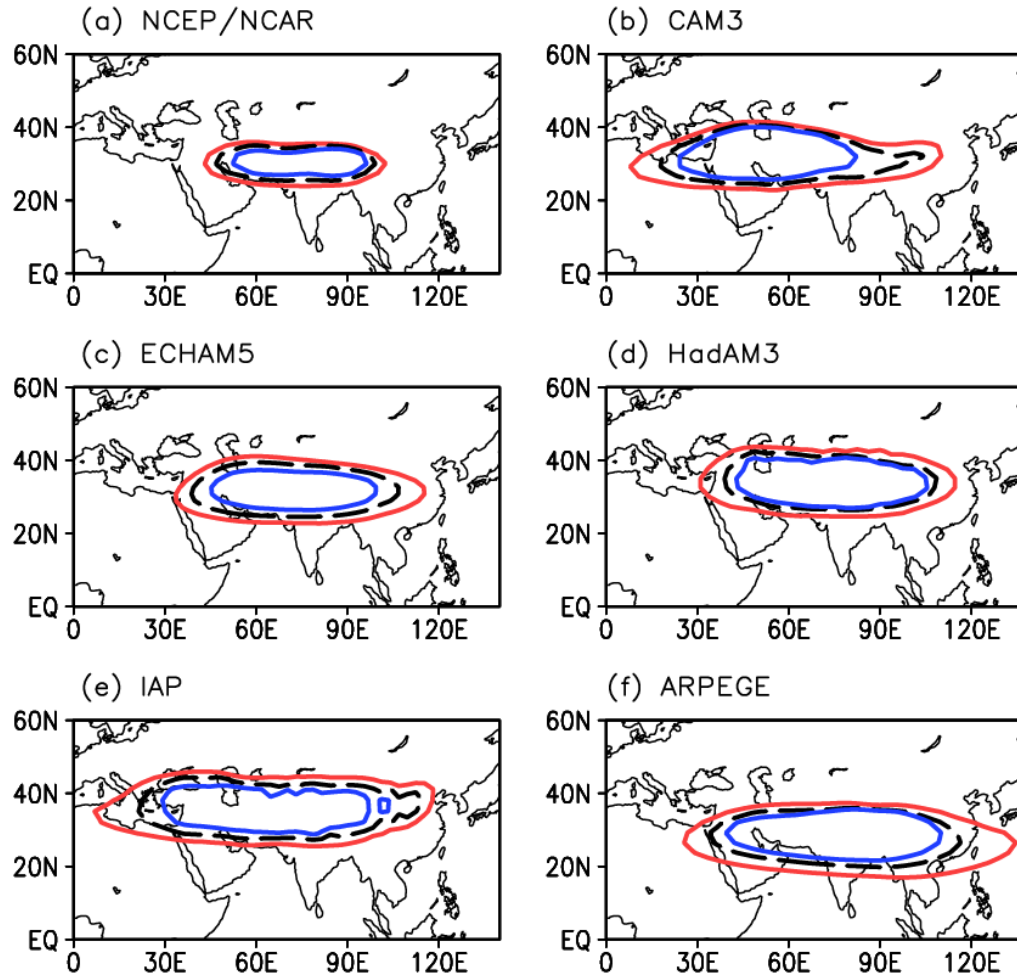 (a) NCEP/NCAR
60N
40N
20N
EQ
0 30E 60E 90E 120E
(b) CAM3
60N
40N
20N
EQ
0 30E 60E 90E 120E
(c) ECHAM5
60N
40N
20N
EQ
0 30E 60E 90E 120E
(d) HadAM3
60N
40N
20N
EQ
0 30E 60E 90E 120E
(e) IAP
60N
40N
20N
EQ
0 30E 60E 90E 120E
(f) ARPEGE
60N
40N
20N
EQ
0 30E 60E 90E 120E